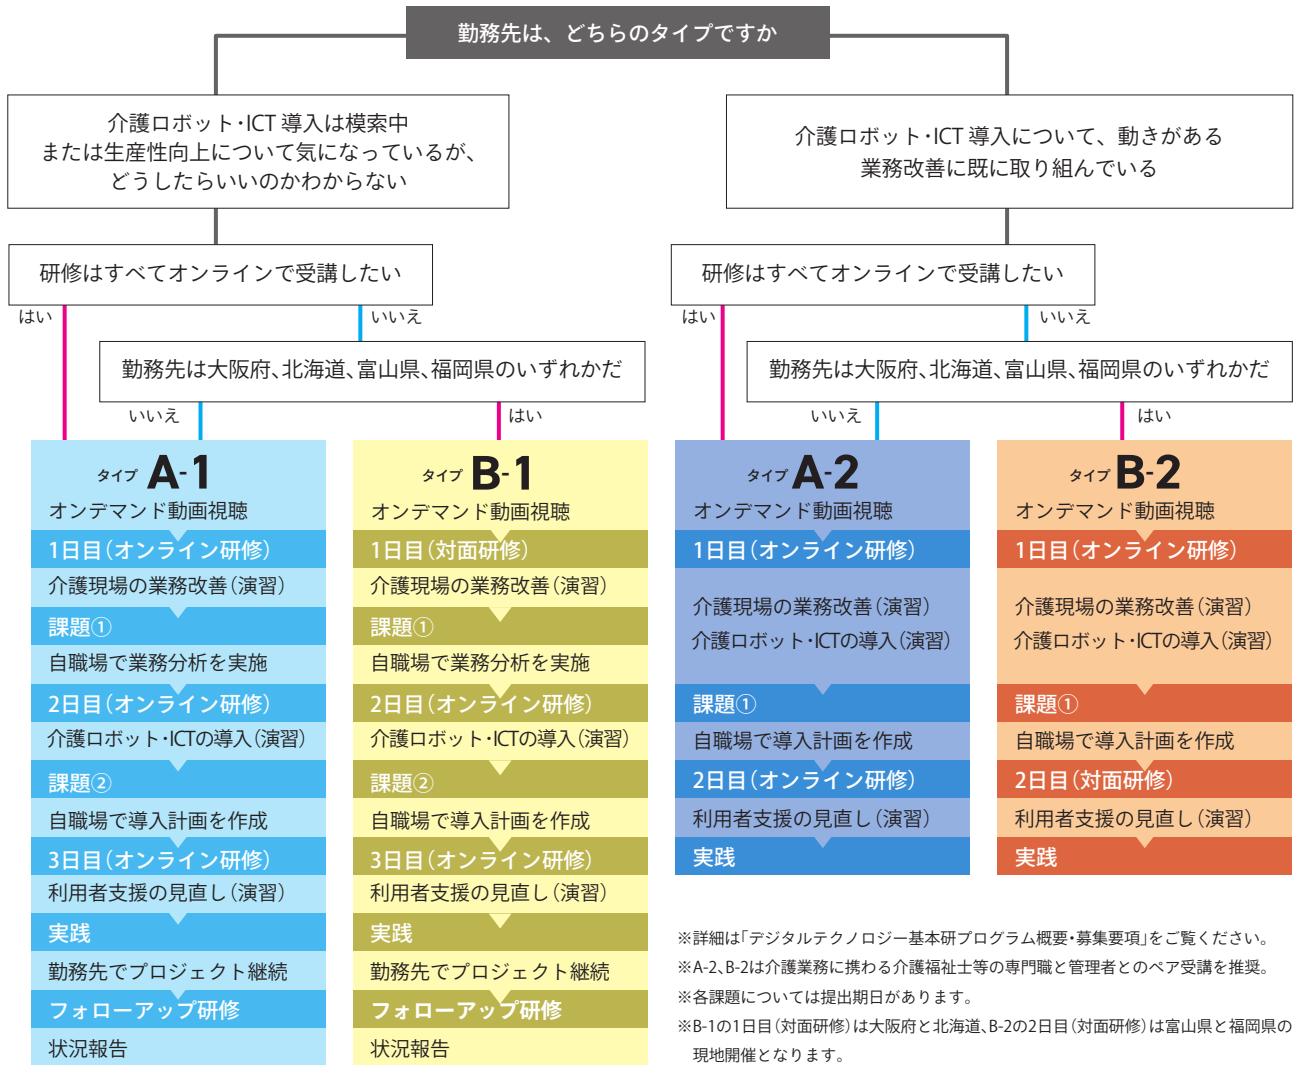 勤務先は、どちらのタイプですか
介護ロボット・ICT 導入は模索中
または生産性向上について気になっているが、
どうしたらいいのかわからない
介護ロボット・ICT 導入について、動きがある
業務改善に既に取り組んでいる
研修はすべてオンラインで受講したい
はい
いいえ
勤務先は大阪府、北海道、富山県、福岡県のいずれかだ
いいえ
はい
研修はすべてオンラインで受講したい
はい
いいえ
勤務先は大阪府、北海道、富山県、福岡県のいずれかだ
いいえ
はい
タイプ A-1
オンデマンド動画視聴
1日目(オンライン研修)
介護現場の業務改善(演習)
課題①
自職場で業務分析を実施
2日目(オンライン研修)
介護ロボット・ICTの導入(演習)
課題②
自職場で導入計画を作成
3日目(オンライン研修)
利用者支援の見直し(演習)
実践
勤務先でプロジェクト継続
フォローアップ研修
状況報告
タイプ B-1
オンデマンド動画視聴
1日目(対面研修)
介護現場の業務改善(演習)
課題①
自職場で業務分析を実施
2日目(オンライン研修)
介護ロボット・ICTの導入(演習)
課題②
自職場で導入計画を作成
3日目(オンライン研修)
利用者支援の見直し(演習)
実践
勤務先でプロジェクト継続
フォローアップ研修
状況報告
タイプ A-2
オンデマンド動画視聴
1日目(オンライン研修)
介護現場の業務改善(演習)
介護ロボット・ICTの導入(演習)
課題①
自職場で導入計画を作成
2日目(オンライン研修)
利用者支援の見直し(演習)
実践
タイプ B-2
オンデマンド動画視聴
1日目(オンライン研修)
介護現場の業務改善(演習)
介護ロボット・ICTの導入(演習)
課題①
自職場で導入計画を作成
2日目(対面研修)
利用者支援の見直し(演習)
実践
※詳細は「デジタルテクノロジー基本研プログラム概要・募集要項」をご覧ください。
※A-2、B-2は介護業務に携わる介護福祉士等の専門職と管理者とのペア受講を推奨。
※各課題については提出期日があります。
※B-1の1日目(対面研修)は大阪府と北海道、B-2の2日目(対面研修)は富山県と福岡県の
現地開催となります。